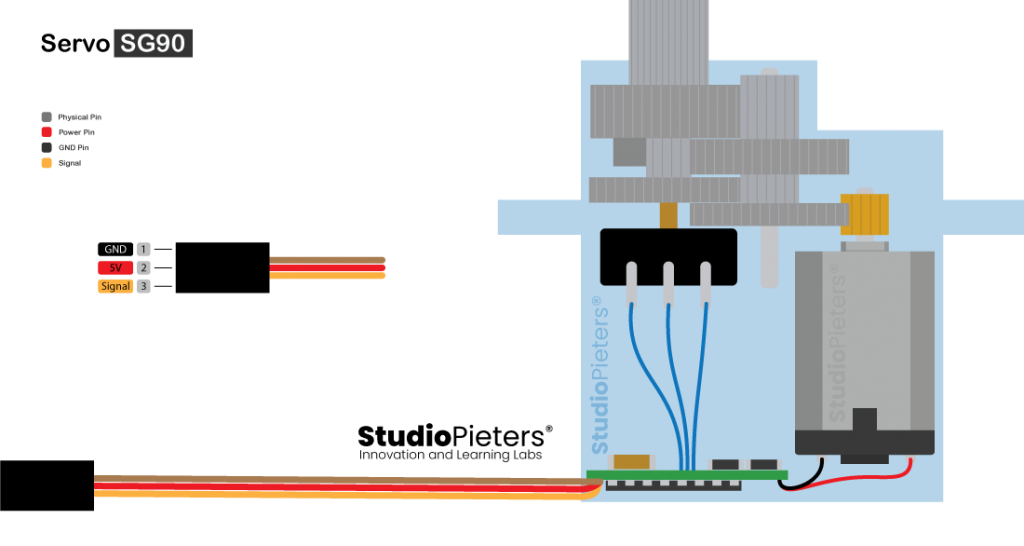 Servo SG90
Physical Pin
Power Pin
GND Pin
Signal
GND 1
5V 2
Signal 3
StudioPieters®
Innovation and Learning Labs
StudioPieters®
StudioPieters®